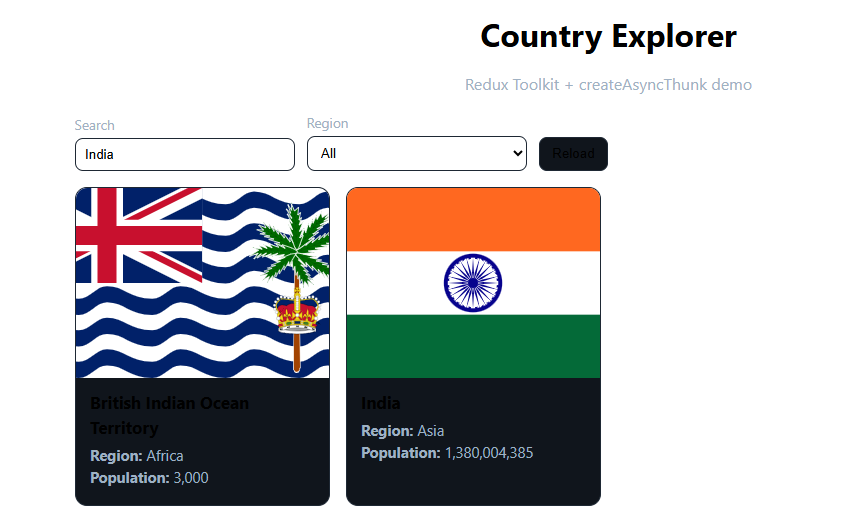 Country Explorer
Redux Toolkit + createAsyncThunk demo
Search
Region
India
All
Reload
British Indian Ocean
Territory
Region: Africa
Population: 3,000
India
Region: Asia
Population: 1,380,004,385